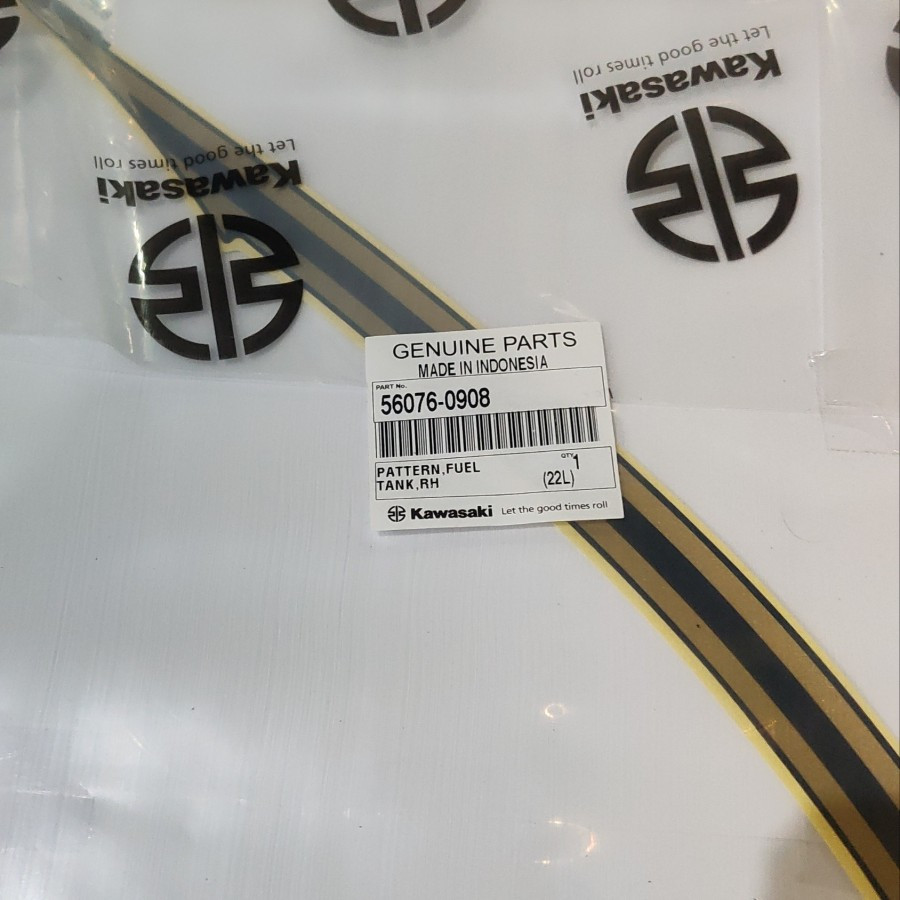 Let the good times roll
Kawasaki
Let the good times roll
Kawasaki
GENUINE PARTS
MADE IN INDONESIA
PART No.
56076-0908
QTY 1
PATTERN,FUEL
TANK,RH
(22L)
Kawasaki Let the good times roll